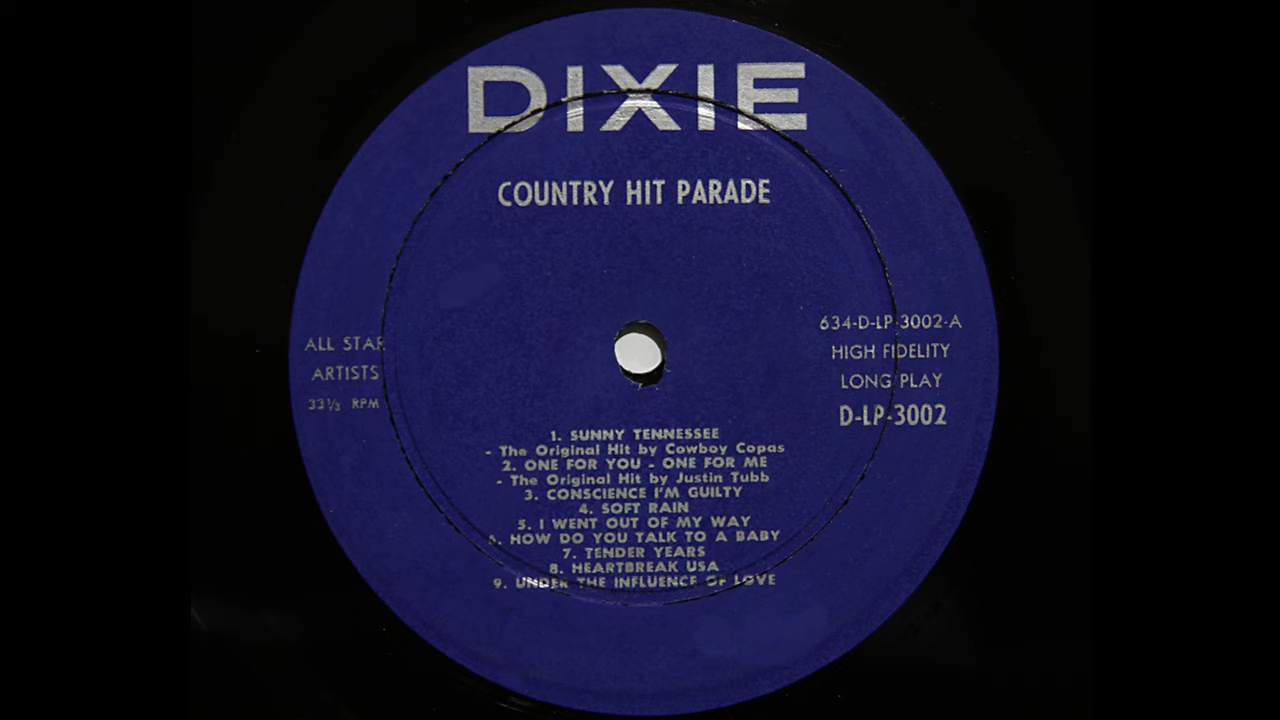 DIXIE
COUNTRY HIT PARADE
ALL STAR
ARTISTS
33⅓ RPM
634-D-LP-3002-A
HIGH FIDELITY
LONG PLAY
D-LP-3002
1. SUNNY TENNESSEE
- The Original Hit by Cowboy Copas
2. ONE FOR YOU - ONE FOR ME
- The Original Hit by Justin Tubb
3. CONSCIENCE I'M GUILTY
4. SOFT RAIN
5. I WENT OUT OF MY WAY
6. HOW DO YOU TALK TO A BABY
7. TENDER YEARS
8. HEARTBREAK USA
9. UNDER THE INFLUENCE OF LOVE